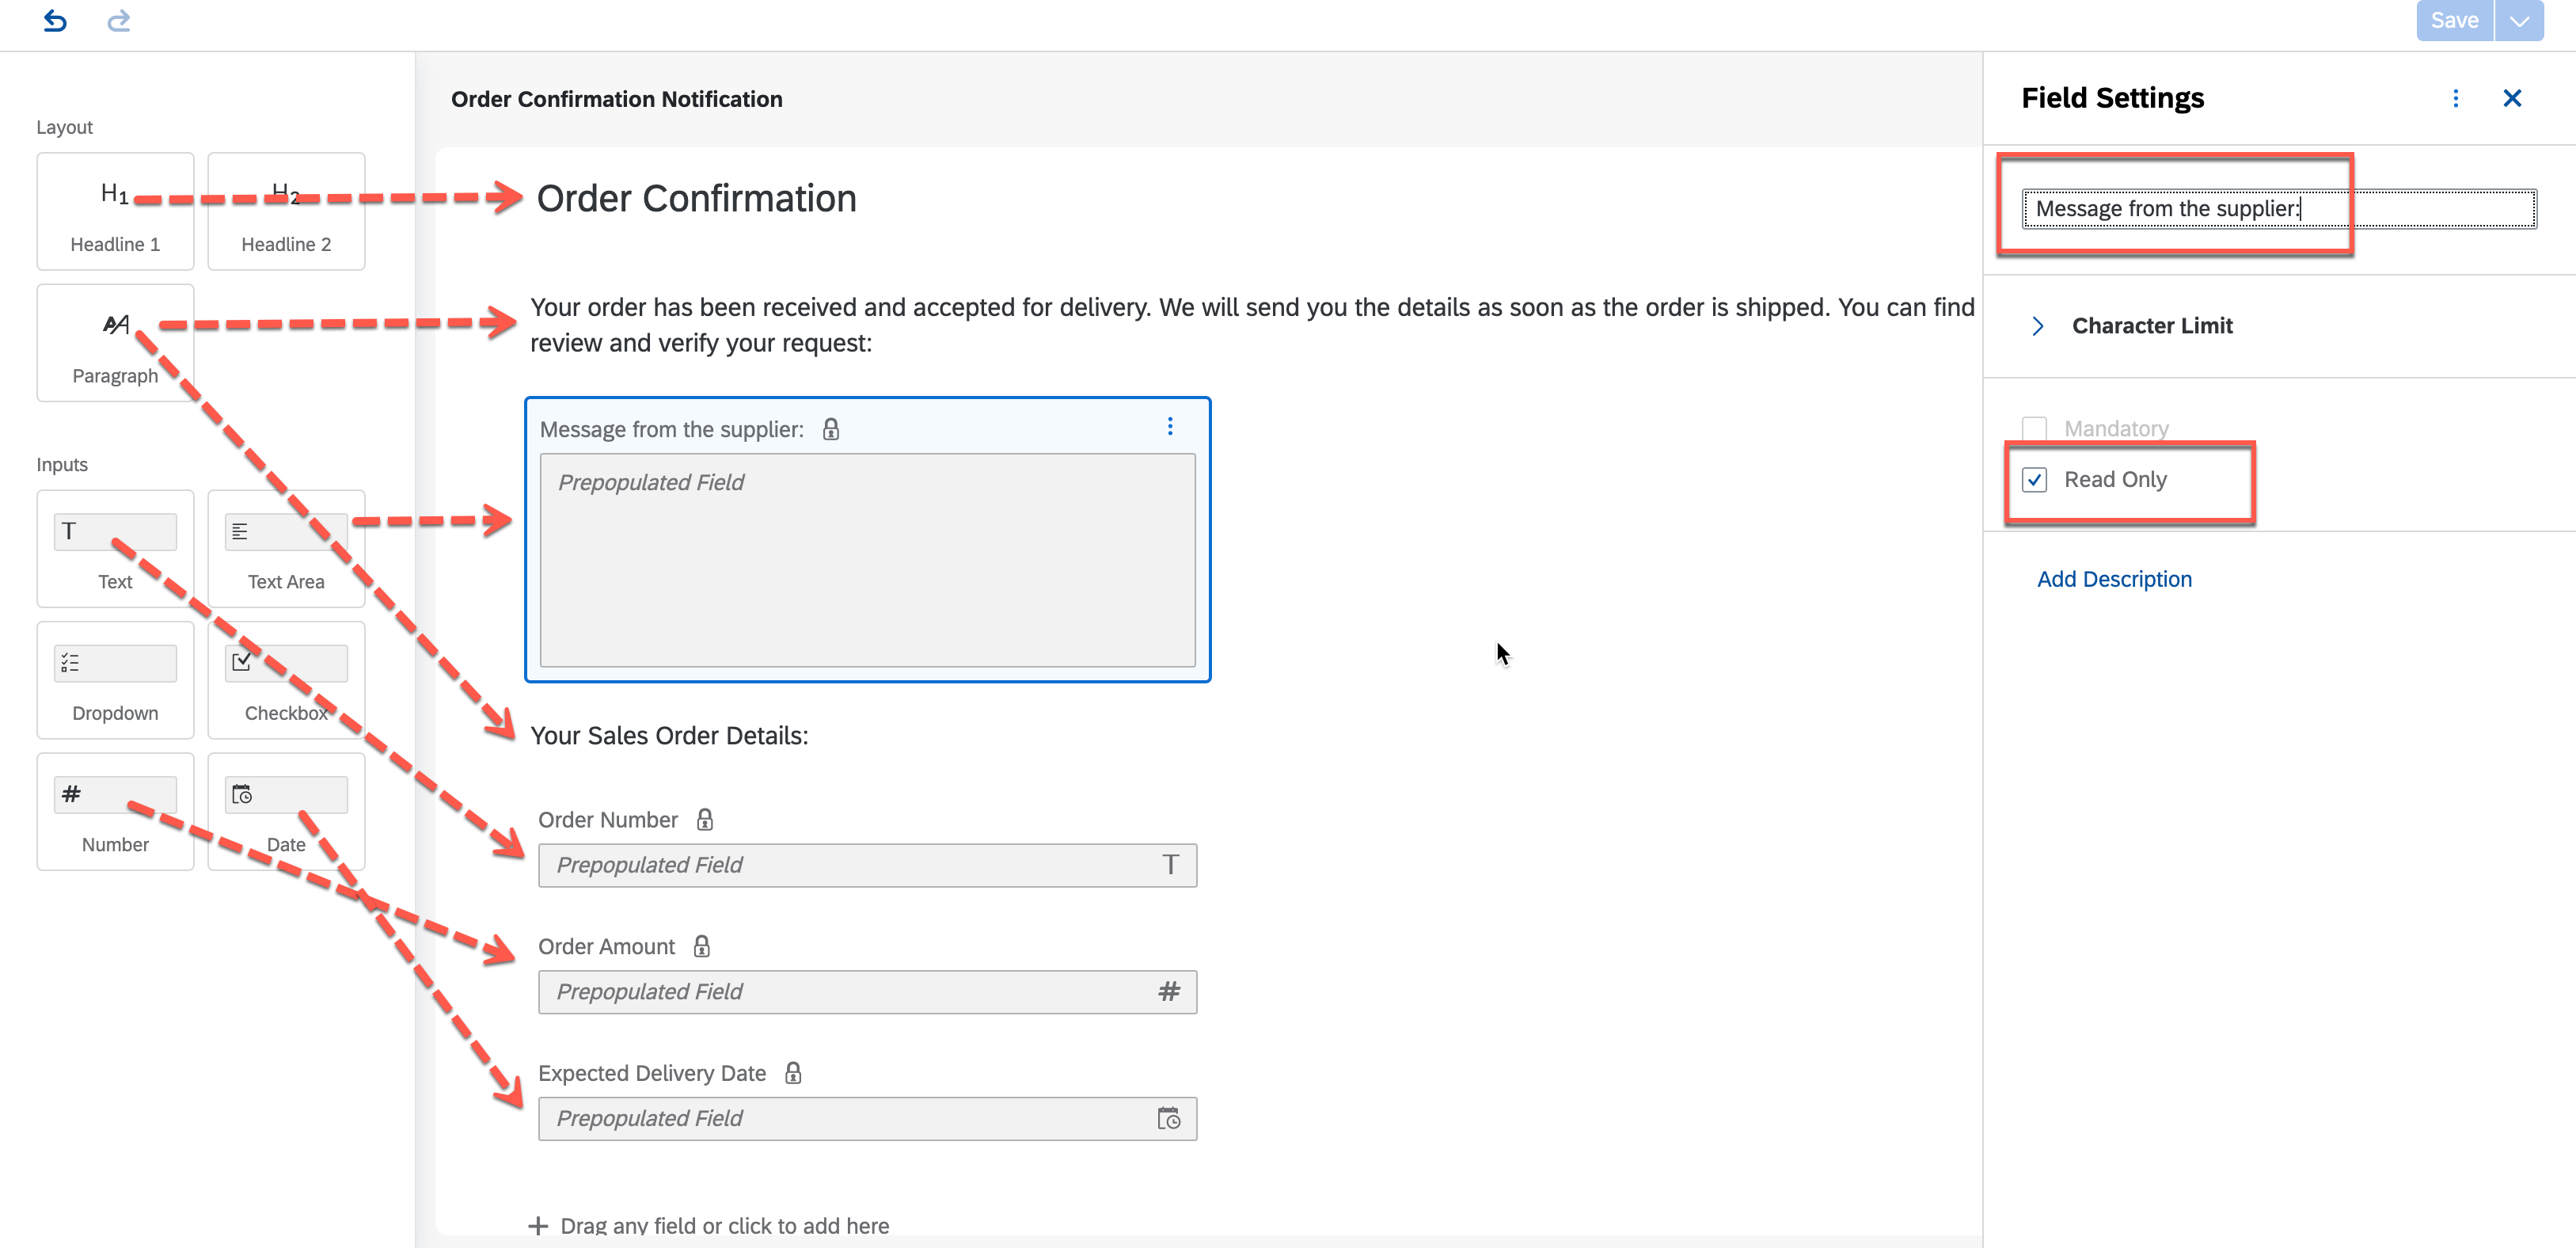 Save
Layout
H1
H2
Headline 1
Headline 2
AA
Paragraph
Inputs
T
Text
Text Area
Dropdown
Checkbox
#
Number
Date
Order Confirmation Notification
Order Confirmation
Your order has been received and accepted for delivery. We will send you the details as soon as the order is shipped. You can find
review and verify your request:
Message from the supplier:
Prepopulated Field
Your Sales Order Details:
Order Number
Prepopulated Field T
Order Amount
Prepopulated Field #
Expected Delivery Date
Prepopulated Field
+ Drag any field or click to add here
Field Settings
Message from the supplier:
Character Limit
Mandatory
Read Only
Add Description